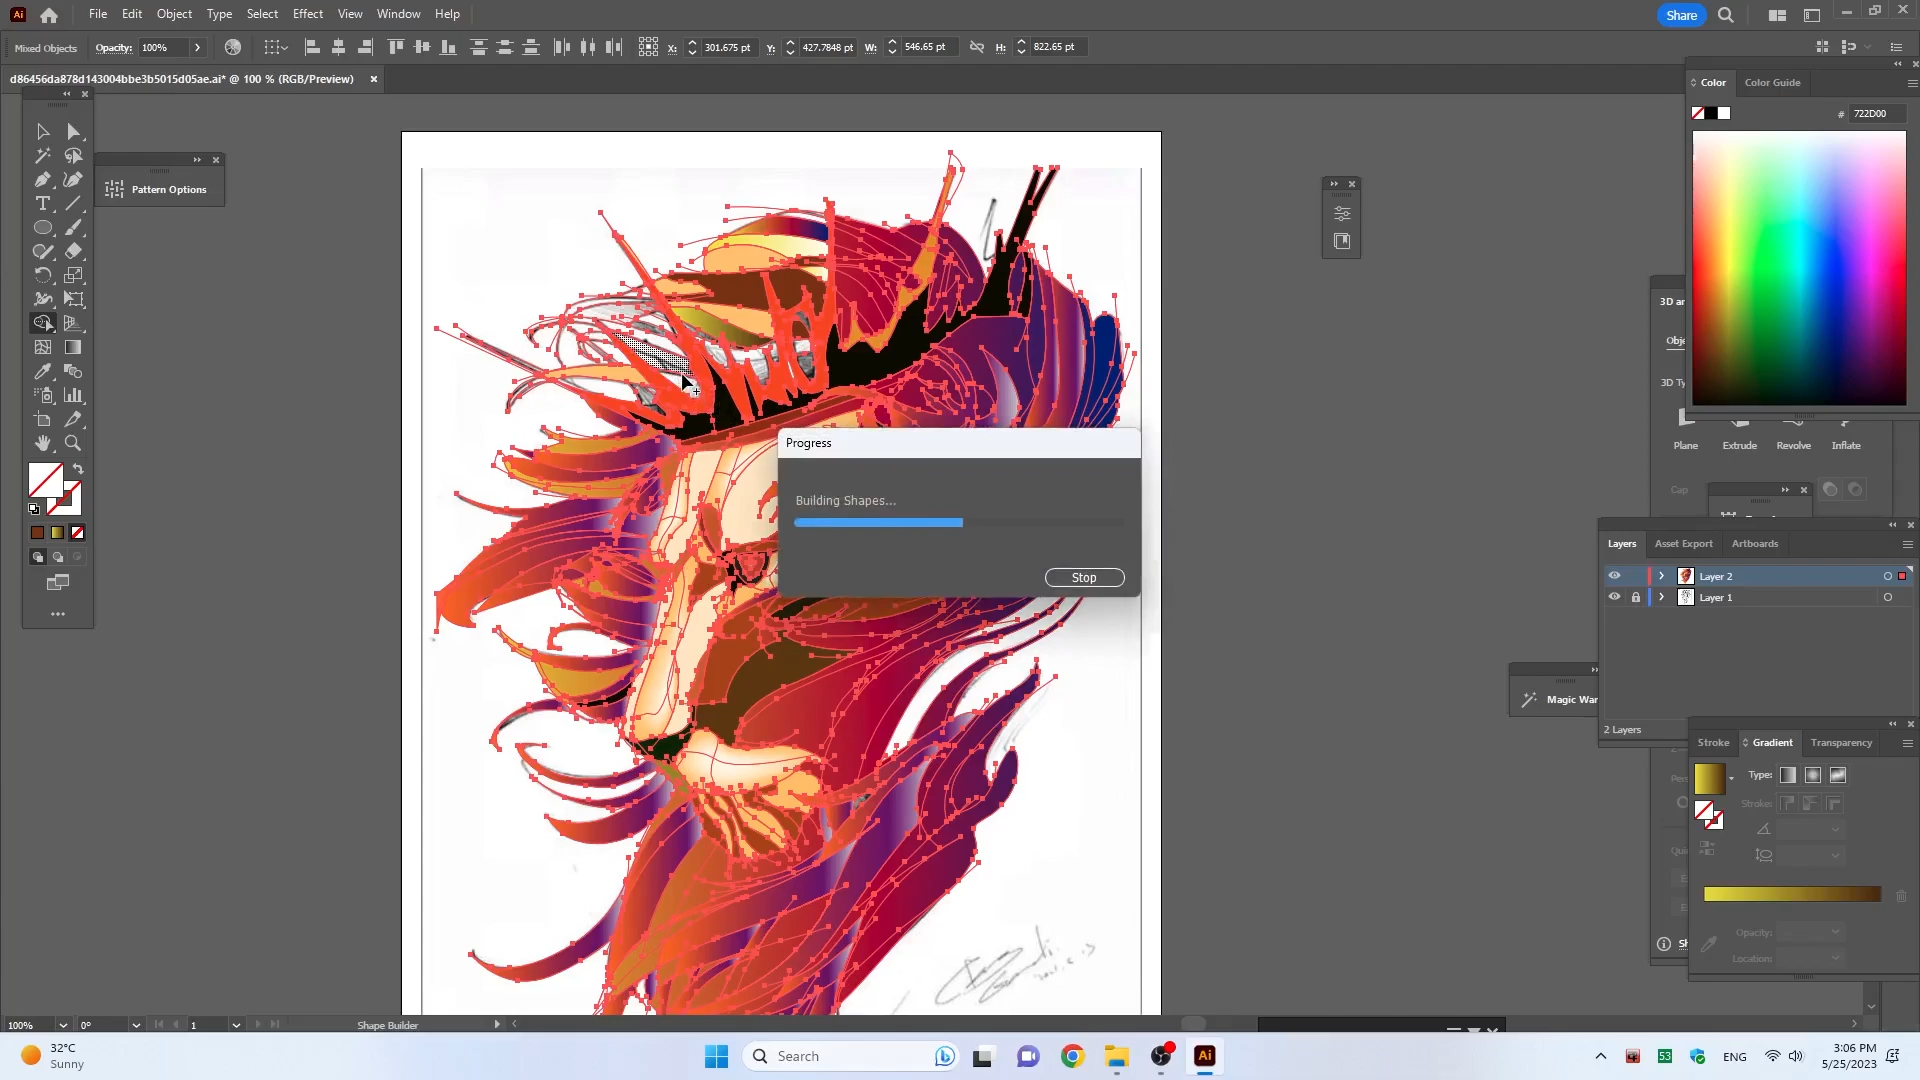 Ai File Edit Object Type Select Effect View Window Help Share
Mixed Objects Opacity: 100% X: 301.675 pt Y: 427.7848 pt W: 546.65 pt H: 822.65 pt
d86456da878d143004bbe3b5015d05ae.ai* @ 100 % (RGB/Preview)
Color Color Guide
# 722D00
Pattern Options
3D ar
Obje
3D Ty
Plane Extrude Revolve Inflate
Cap
Progress
Building Shapes...
Stop
Layers Asset Export Artboards
Layer 2
Layer 1
Magic War
2 Layers
Stroke Gradient Transparency
Type:
Stroke:
Opacity:
Location:
100% 0° 1 Shape Builder
32°C
Sunny
Search
Ai
53
ENG
3:06 PM
5/25/2023